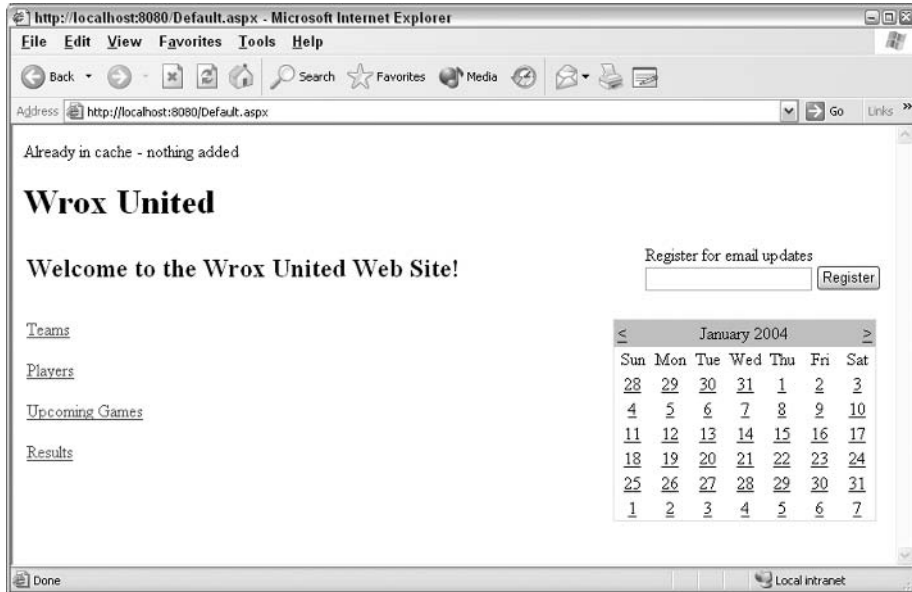 http://localhost:8080/Default.aspx - Microsoft Internet Explorer
File Edit View Favorites Tools Help
Back Search Favorites Media
Address http://localhost:8080/Default.aspx Go Links »
Already in cache - nothing added
Wrox United
Welcome to the Wrox United Web Site!
Register for email updates
Register
Teams
Players
Upcoming Games
Results
< January 2004 >
Sun Mon Tue Wed Thu Fri Sat
28 29 30 31 1 2 3
4 5 6 7 8 9 10
11 12 13 14 15 16 17
18 19 20 21 22 23 24
25 26 27 28 29 30 31
1 2 3 4 5 6 7
Done Local intranet